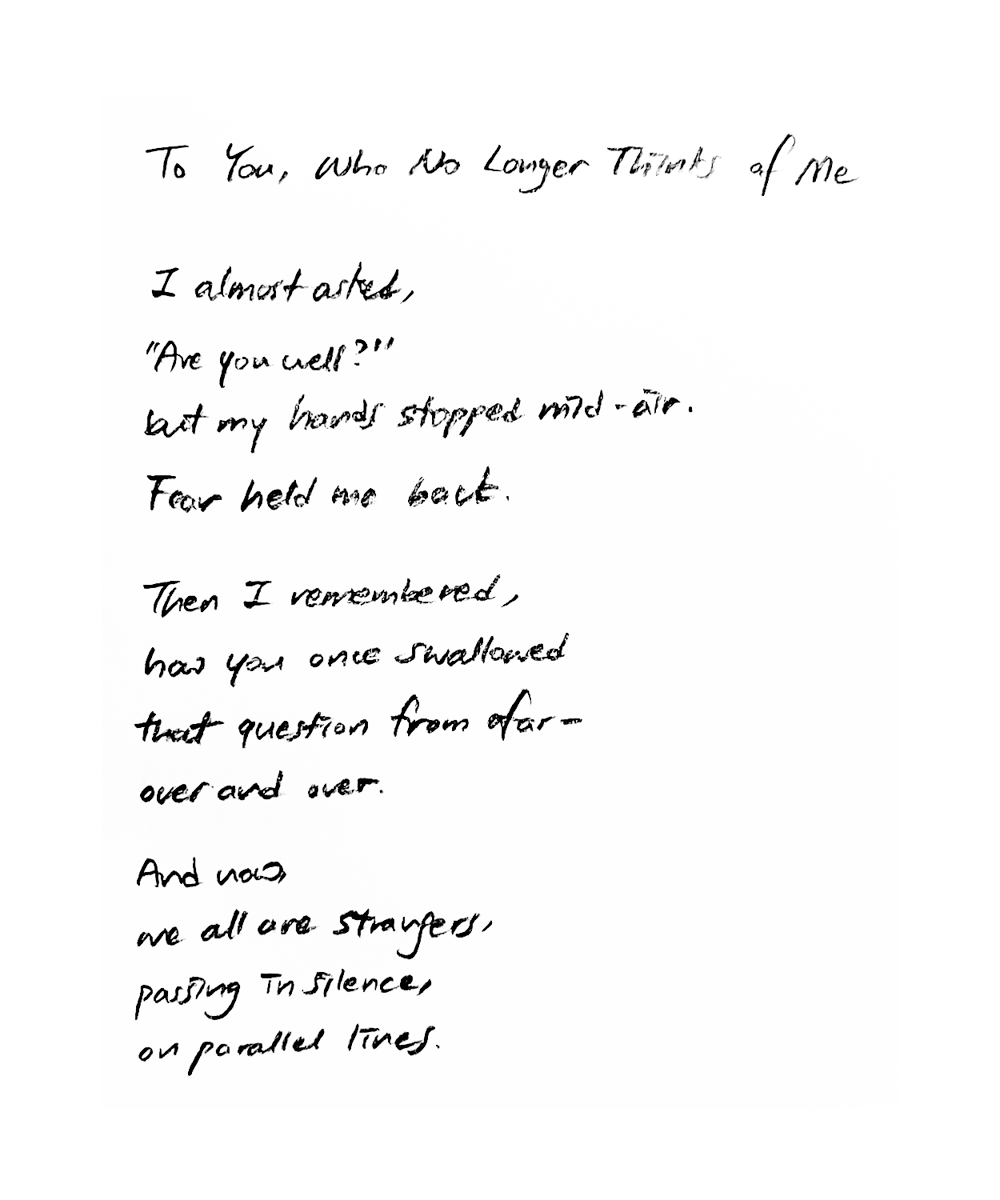 To You, Who No Longer Thinks of Me
I almost asked,
"Are you well?"
but my hands stopped mid-air.
Fear held me back.
Then I remembered,
how you once swallowed
that question from afar-
over and over.
And now,
we all are strangers,
passing in silence,
on parallel lines.